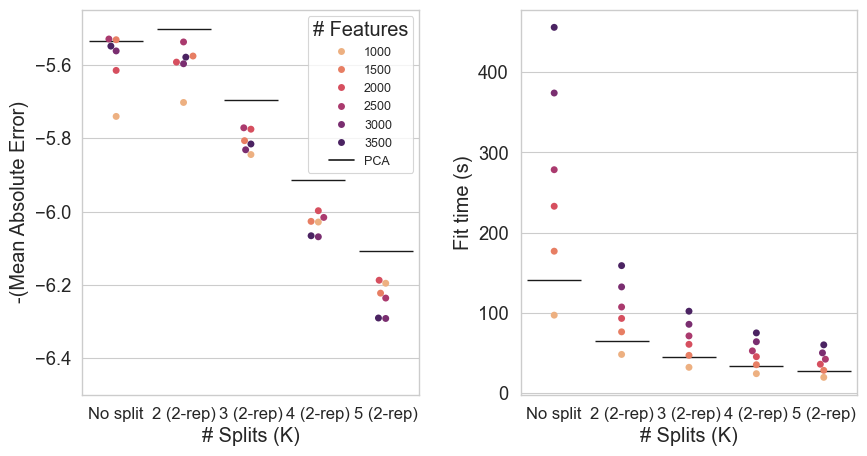 -(Mean Absolute Error)
−5.6
−5.8
−6.0
−6.2
−6.4
# Features
1000
1500
2000
2500
3000
3500
PCA
No split 2 (2-rep) 3 (2-rep) 4 (2-rep) 5 (2-rep)
# Splits (K)
Fit time (s)
400
300
200
100
0
No split 2 (2-rep) 3 (2-rep) 4 (2-rep) 5 (2-rep)
# Splits (K)